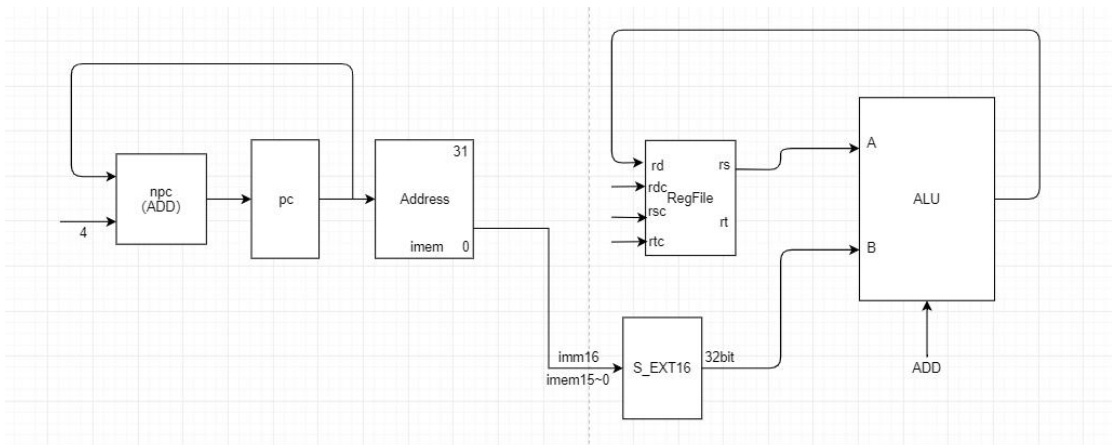 npc
(ADD)
4
pc
31
Address
imem 0
imm16
imem15~0
rd
rdc
rsc
rtc
RegFile
rs
rt
S_EXT16
32bit
A
B
ALU
ADD